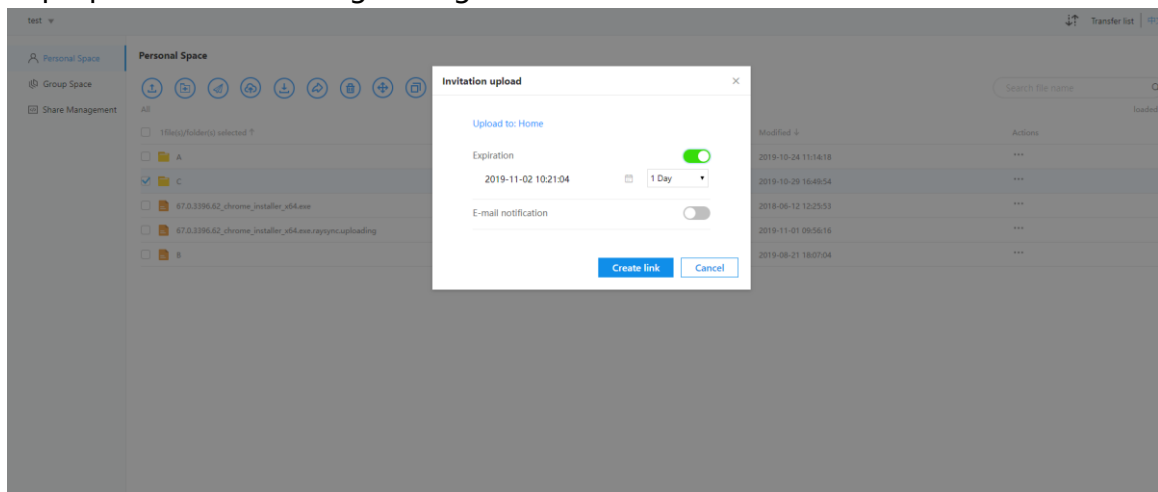 test
Transfer list
Personal Space
Group Space
Share Management
Personal Space
Search file name
All
loaded
1file(s)/folder(s) selected ↑
Modified ↓
Actions
A
2019-10-24 11:14:18
C
2019-10-29 16:49:54
67.0.3396.62_chrome_installer_x64.exe
2018-06-12 12:25:53
67.0.3396.62_chrome_installer_x64.exe.raysync.uploading
2019-11-01 09:56:16
B
2019-08-21 18:07:04
Invitation upload
Upload to: Home
Expiration
2019-11-02 10:21:04
1 Day
E-mail notification
Create link
Cancel